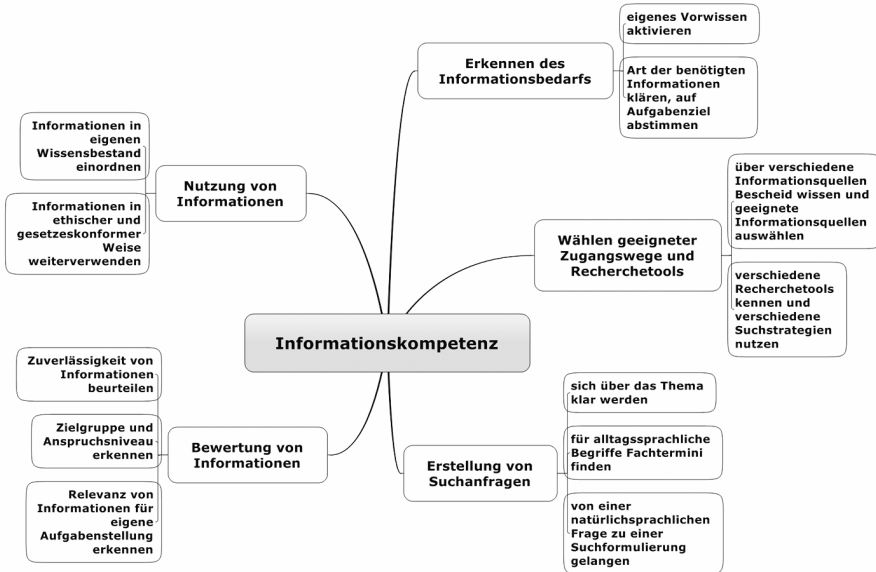 Informationskompetenz
Erkennen des
Informationsbedarfs
eigenes Vorwissen
aktivieren
Art der benötigten
Informationen
klären, auf
Aufgabenziel
abstimmen
Wählen geeigneter
Zugangswege und
Recherchetools
über verschiedene
Informationsquellen
Bescheid wissen und
geeignete
Informationsquellen
auswählen
verschiedene
Recherchetools
kennen und
verschiedene
Suchstrategien
nutzen
Erstellung von
Suchanfragen
sich über das Thema
klar werden
für alltagssprachliche
Begriffe Fachtermini
finden
von einer
natürlichsprachlichen
Frage zu einer
Suchformulierung
gelangen
Bewertung von
Informationen
Zuverlässigkeit von
Informationen
beurteilen
Zielgruppe und
Anspruchsniveau
erkennen
Relevanz von
Informationen für
eigene
Aufgabenstellung
erkennen
Nutzung von
Informationen
Informationen in
eigenen
Wissensbestand
einordnen
Informationen in
ethischer und
gesetzeskonformer
Weise
weiterverwenden